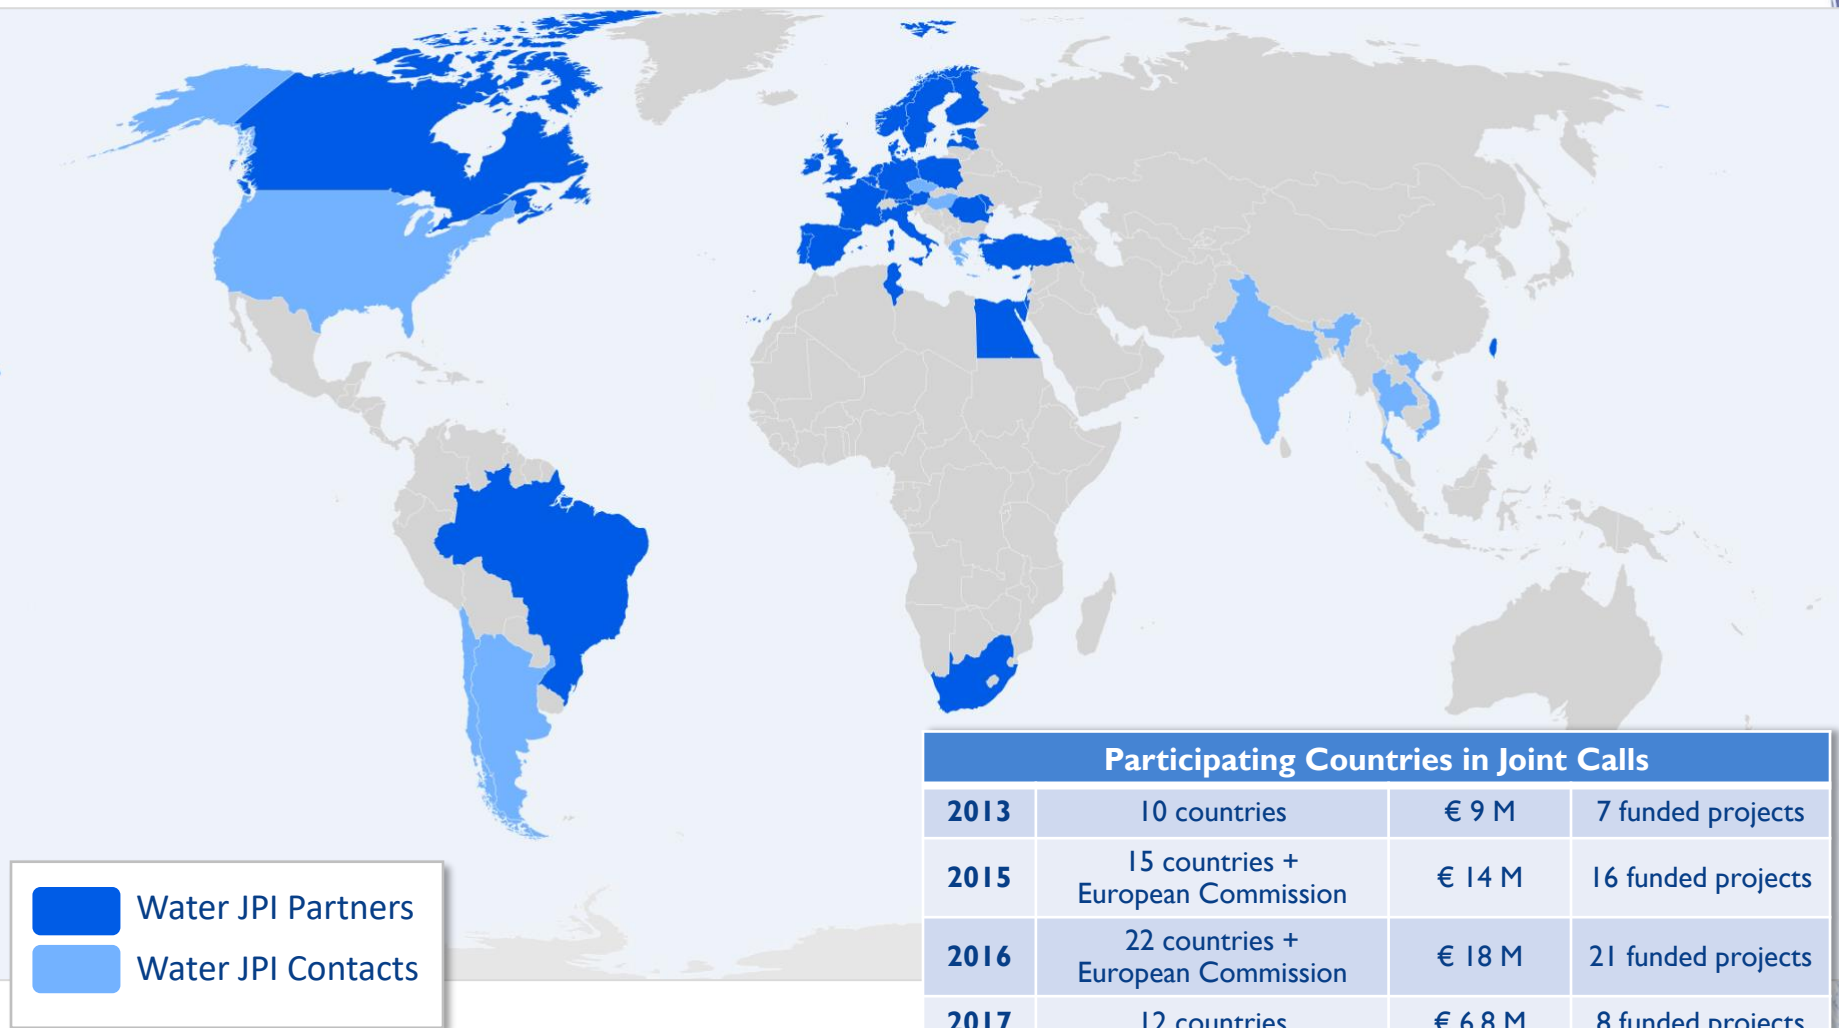 Participating Countries in Joint Calls
2013 10 countries € 9 M 7 funded projects
2015 15 countries + European Commission € 14 M 16 funded projects
2016 22 countries + European Commission € 18 M 21 funded projects
2017 12 countries € 6.8 M 8 funded projects
Water JPI Partners
Water JPI Contacts